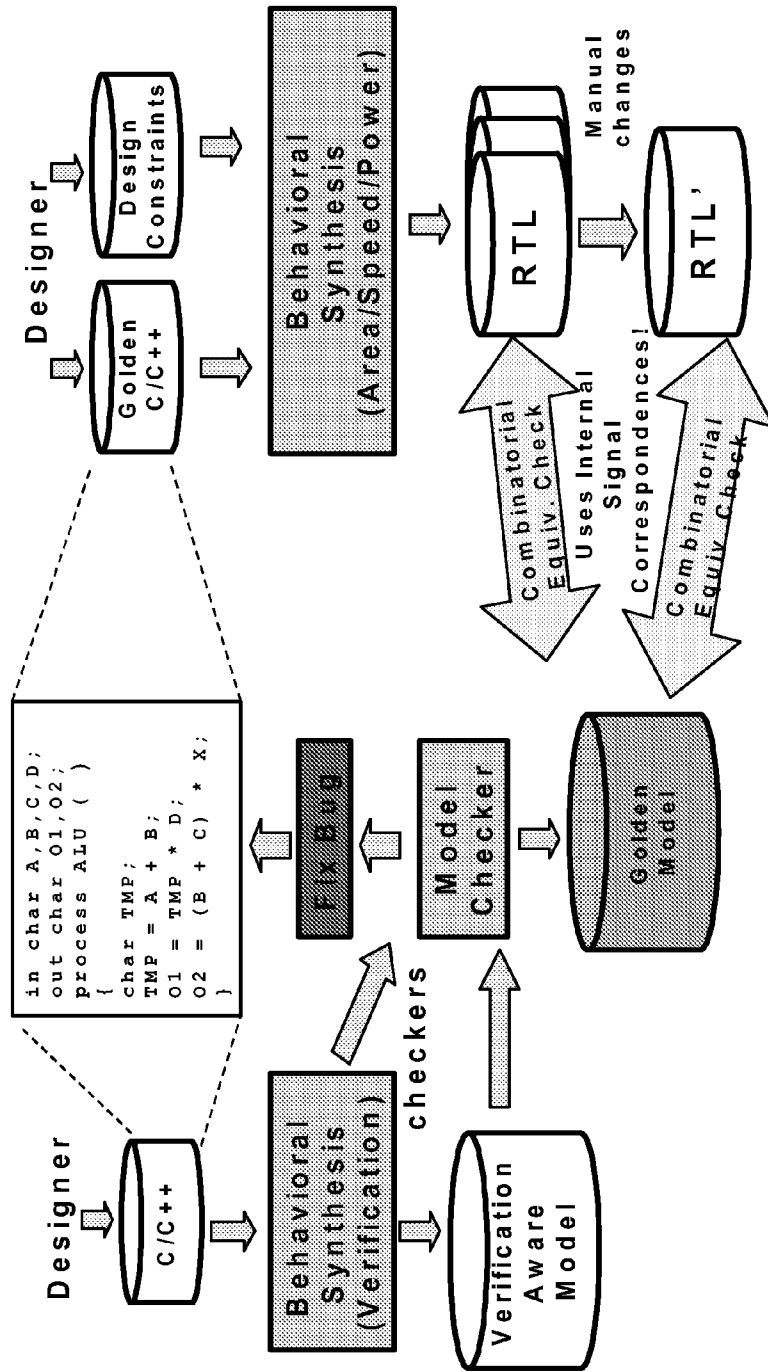 Designer
C/C++
Behavioral
Synthesis
(Verification)
checkers
Verification
Aware
Model
in char A,B,C,D;
out char O1,O2;
process ALU ( )
{
char TMP;
TMP = A + B;
O1 = TMP * D;
O2 = (B + C) * X;
}
Fix Bug
Model
Checker
Golden
Model
Designer
Golden
C/C++
Design
Constraints
Behavioral
Synthesis
(Area/Speed/Power)
RTL
Manual
changes
RTL'
Combinatorial
Equiv. Check
Uses Internal
Signal
Correspondences!
Combinatorial
Equiv. Check